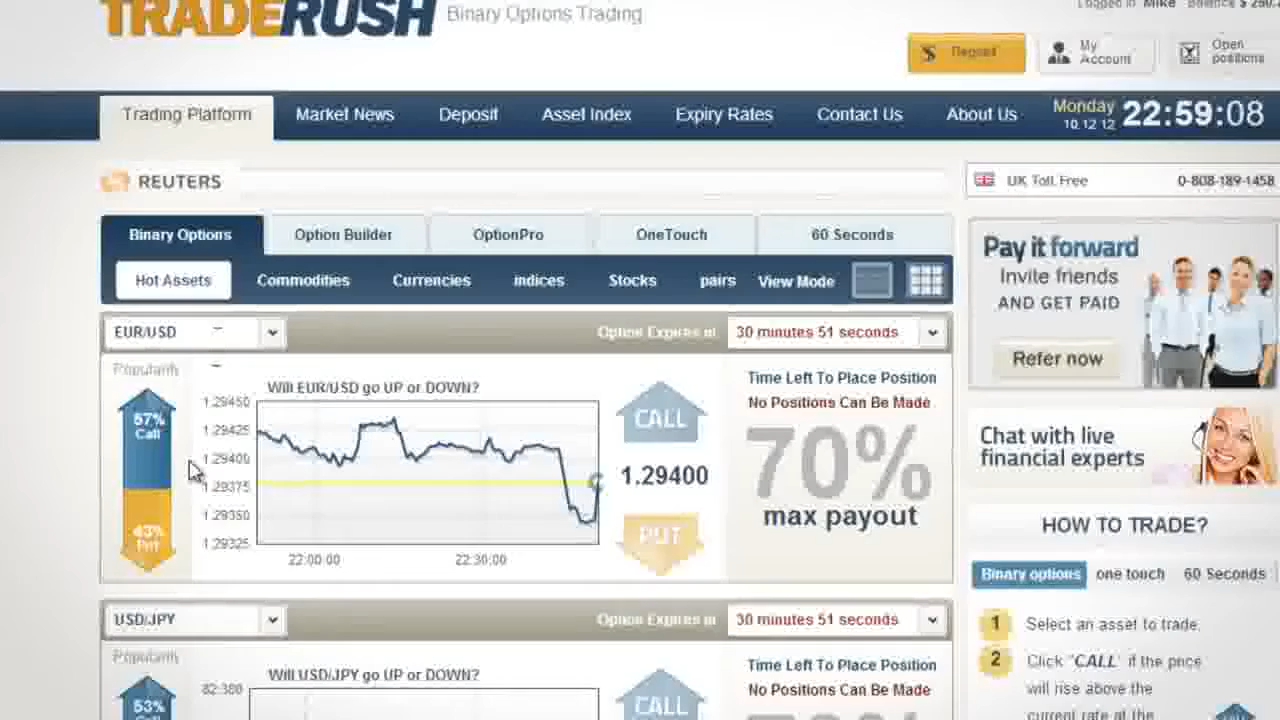 TRADERUSH Binary Options Trading
Logged in Mike Balance $
Deposit
My Account
Open positions
Trading Platform Market News Deposit Asset Index Expiry Rates Contact Us About Us
Monday 10.12.12 22:59:08
REUTERS
UK Toll Free 0-808-189-1458
Binary Options Option Builder OptionPro OneTouch 60 Seconds
Hot Assets Commodities Currencies indices Stocks pairs View Mode
Pay it forward
Invite friends
AND GET PAID
Refer now
EUR/USD Option Expires at 30 minutes 51 seconds
Popularity
57%
Call
43%
Put
Will EUR/USD go UP or DOWN?
1.29450
1.29425
1.29400
1.29375
1.29350
1.29325
22:00:00 22:30:00
CALL
1.29400
PUT
Time Left To Place Position
No Positions Can Be Made
70%
max payout
Chat with live
financial experts
HOW TO TRADE?
Binary options one touch 60 Seconds
1 Select an asset to trade.
2 Click "CALL" if the price
will rise above the
current rate at the
USD/JPY Option Expires at 30 minutes 51 seconds
Popularity
53%
Call
Will USD/JPY go UP or DOWN?
82.380
CALL
Time Left To Place Position
No Positions Can Be Made